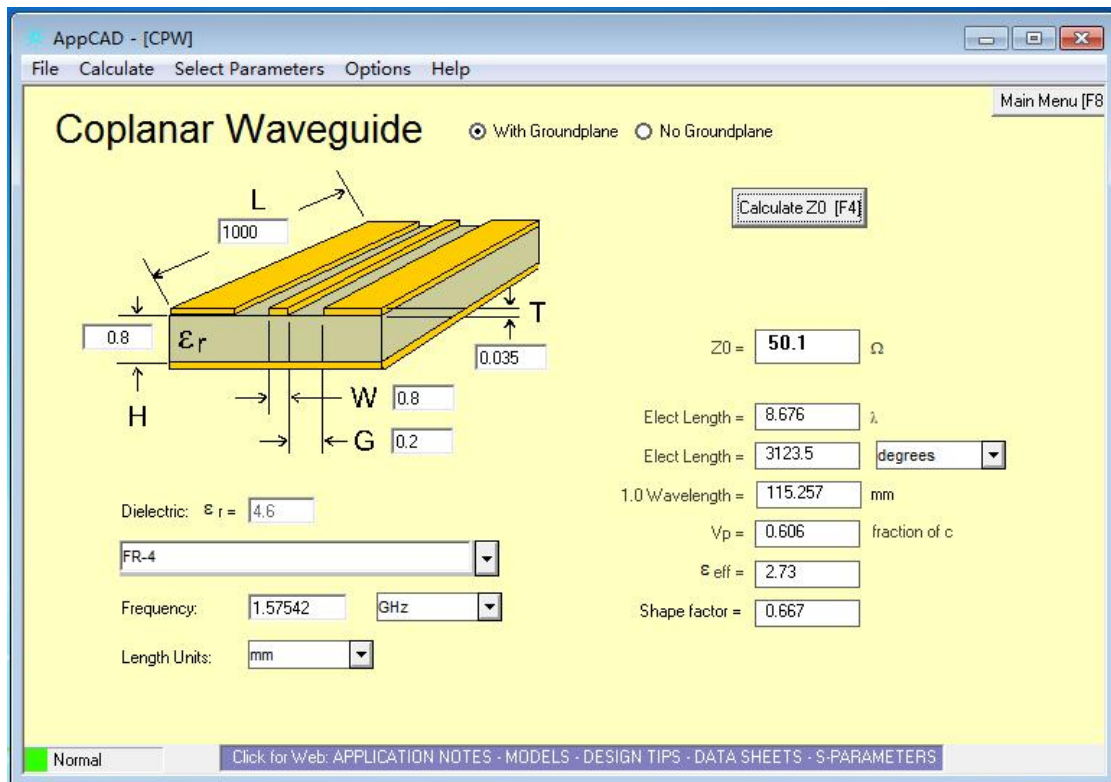 AppCAD - [CPW]
File Calculate Select Parameters Options Help
Main Menu [F8
Coplanar Waveguide
With Groundplane No Groundplane
Calculate Z0 [F4]
L
1000
0.8
εr
T
0.035
H
W 0.8
G 0.2
Z0 = 50.1 Ω
Elect Length = 8.676 λ
Elect Length = 3123.5 degrees
1.0 Wavelength = 115.257 mm
Vp = 0.606 fraction of c
ε eff = 2.73
Shape factor = 0.667
Dielectric: ε r = 4.6
FR-4
Frequency: 1.57542 GHz
Length Units: mm
Normal
Click for Web: APPLICATION NOTES - MODELS - DESIGN TIPS - DATA SHEETS - S-PARAMETERS